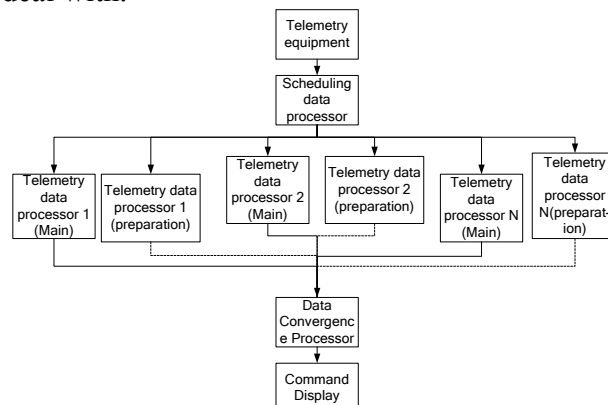 Telemetry
equipment
Scheduling
data
processor
Telemetry
data
processor 1
(Main)
Telemetry data
processor 1
(preparation)
Telemetry
data
processor 2
(Main)
Telemetry data
processor 2
(preparation)
Telemetry
data
processor N
(Main)
Telemetry
data
processor
N(preparat-
ion)
Data
Convergenc
e Processor
Command
Display